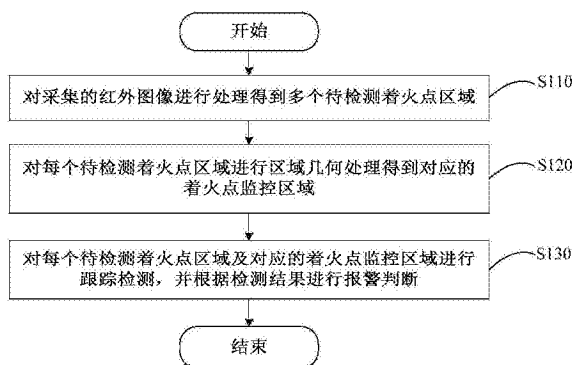 开始
对采集的红外图像进行处理得到多个待检测着火点区域
S110
对每个待检测着火点区域进行区域几何处理得到对应的
着火点监控区域
S120
对每个待检测着火点区域及对应的着火点监控区域进行
跟踪检测，并根据检测结果进行报警判断
S130
结束